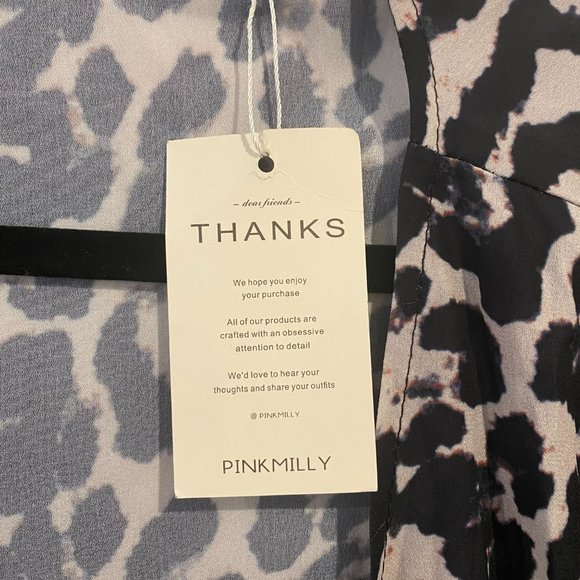 – dear friends –
THANKS
We hope you enjoy
your purchase
All of our products are
crafted with an obsessive
attention to detail
We'd love to hear your
thoughts and share your outfits
@ PINKMILLY
PINKMILLY